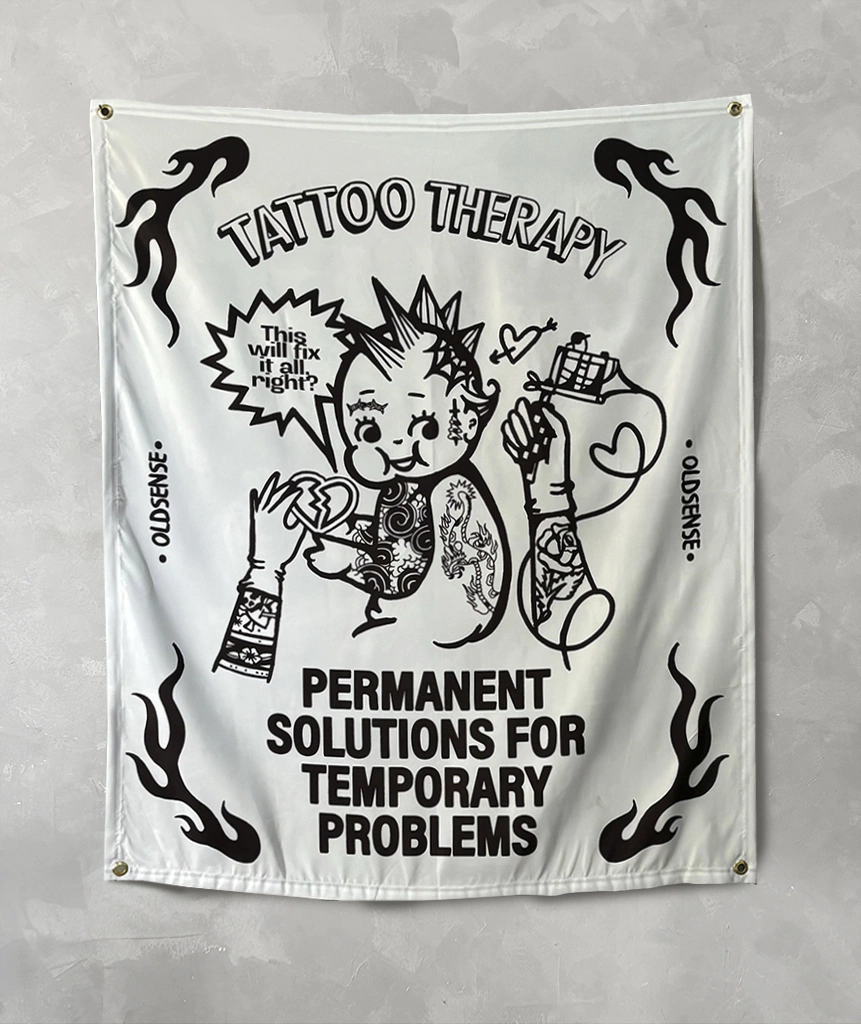 TATTOO THERAPY
This
will fix
it all,
right?
• OLDSENSE •
• OLDSENSE •
PERMANENT
SOLUTIONS FOR
TEMPORARY
PROBLEMS